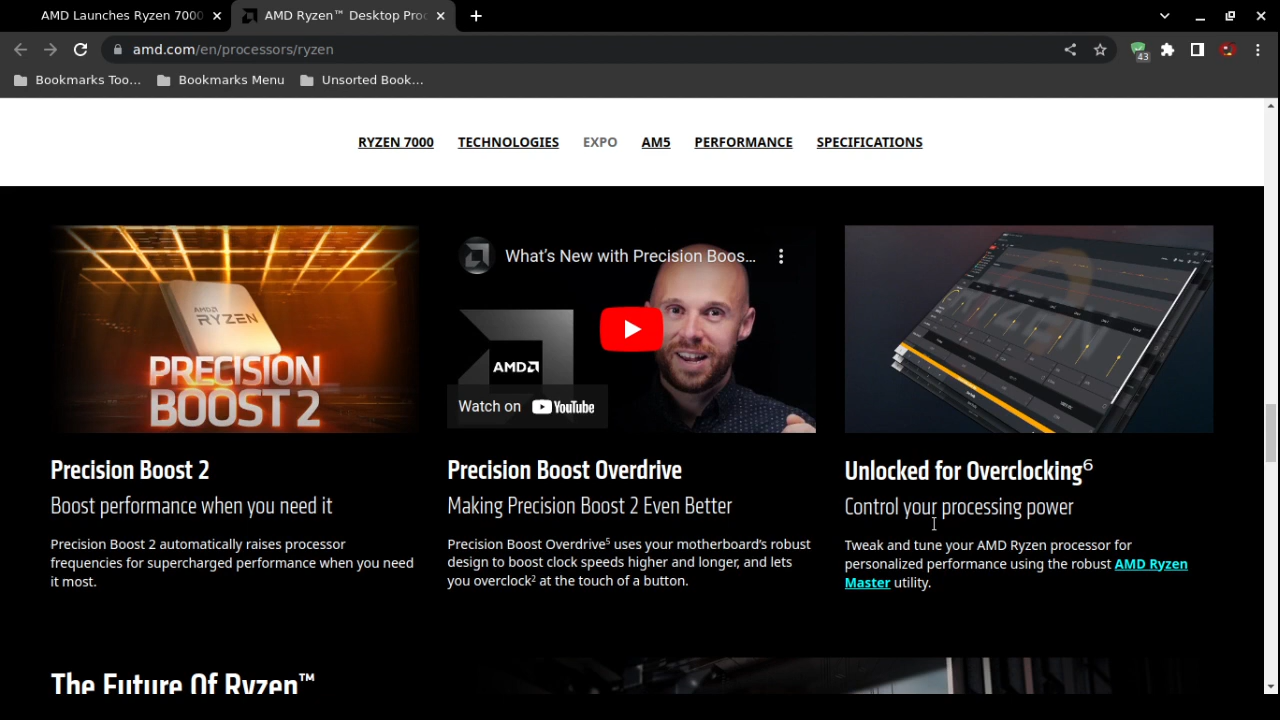 AMD Launches Ryzen 7000
AMD Ryzen™ Desktop Proc
amd.com/en/processors/ryzen
43
Bookmarks Too...
Bookmarks Menu
Unsorted Book...
RYZEN 7000
TECHNOLOGIES
EXPO
AM5
PERFORMANCE
SPECIFICATIONS
AMD
RYZEN
PRECISION
BOOST 2
What's New with Precision Boos...
AMD
Watch on YouTube
Precision Boost 2
Boost performance when you need it
Precision Boost 2 automatically raises processor
frequencies for supercharged performance when you need
it most.
Precision Boost Overdrive
Making Precision Boost 2 Even Better
Precision Boost Overdrive⁵ uses your motherboard's robust
design to boost clock speeds higher and longer, and lets
you overclock² at the touch of a button.
Unlocked for Overclocking⁶
Control your processing power
Tweak and tune your AMD Ryzen processor for
personalized performance using the robust AMD Ryzen
Master utility.
The Future Of Ryzen™